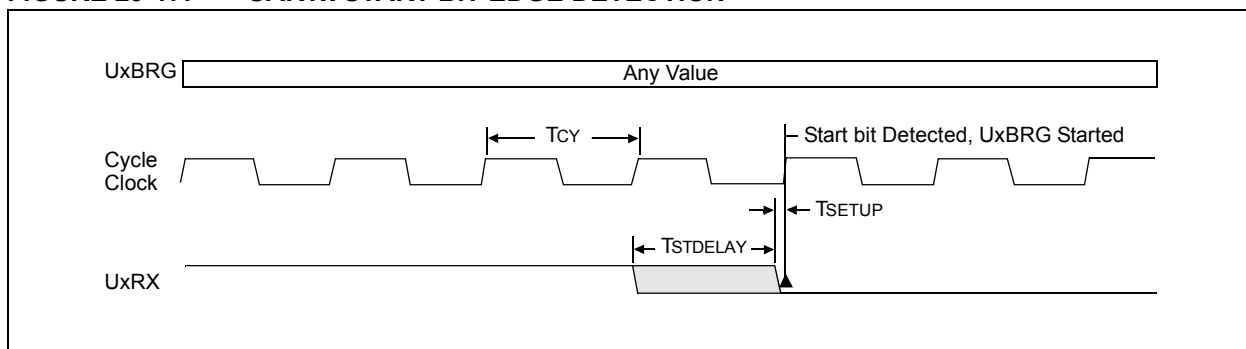 UxBRG
Any Value
TCY
Start bit Detected, UxBRG Started
Cycle
Clock
TSETUP
TSTDELAY
UxRX